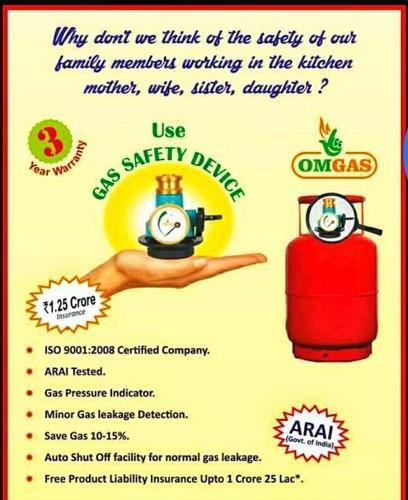 Why don't we think of the safety of our
family members working in the kitchen
mother, wife, sister, daughter ?
3
Year Warranty
Use
GAS SAFETY DEVICE
OMGAS
₹1.25 Crore
Insurance
ISO 9001:2008 Certified Company.
ARAI Tested.
Gas Pressure Indicator.
Minor Gas leakage Detection.
Save Gas 10-15%.
Auto Shut Off facility for normal gas leakage.
Free Product Liability Insurance Upto 1 Crore 25 Lac*.
ARAI
(Govt. of India)